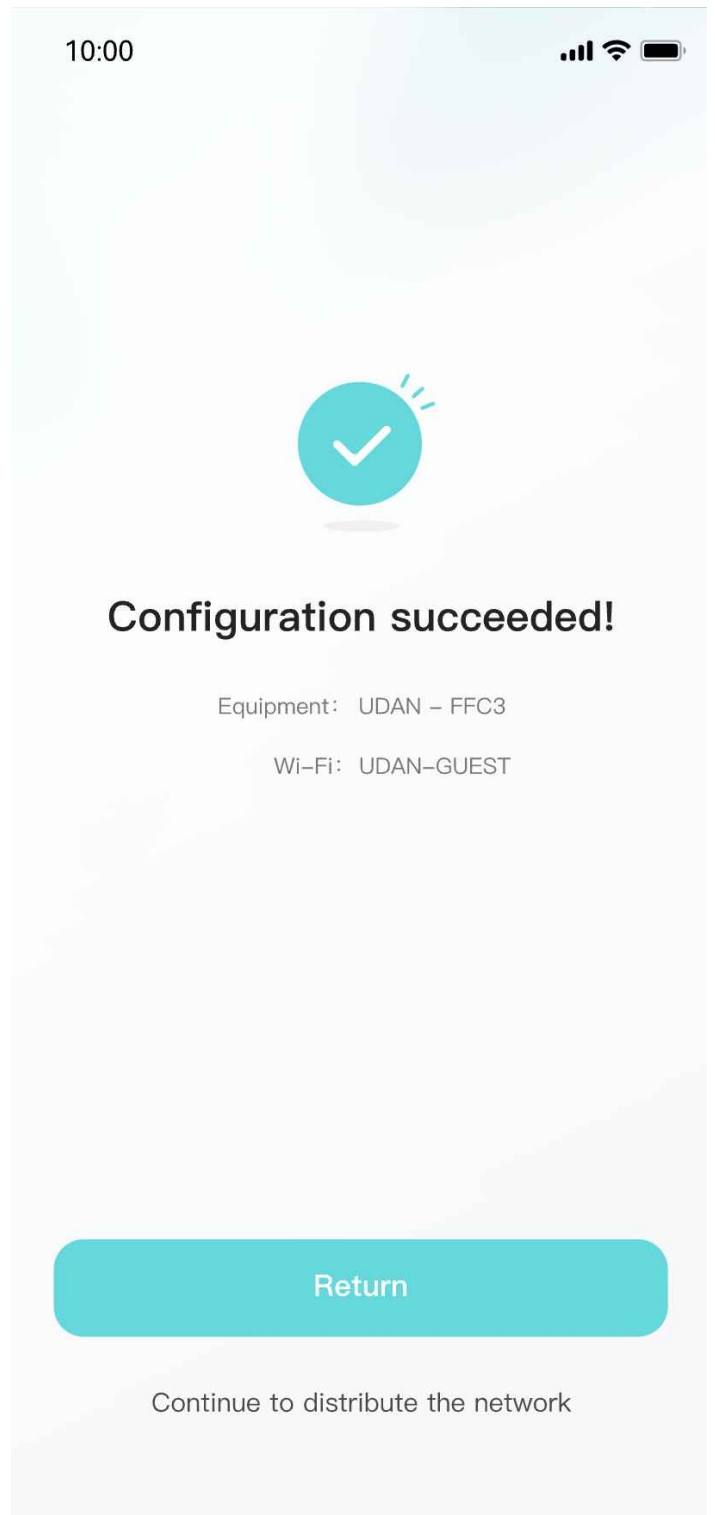 10:00
Configuration succeeded!
Equipment: UDAN – FFC3
Wi–Fi: UDAN–GUEST
Return
Continue to distribute the network